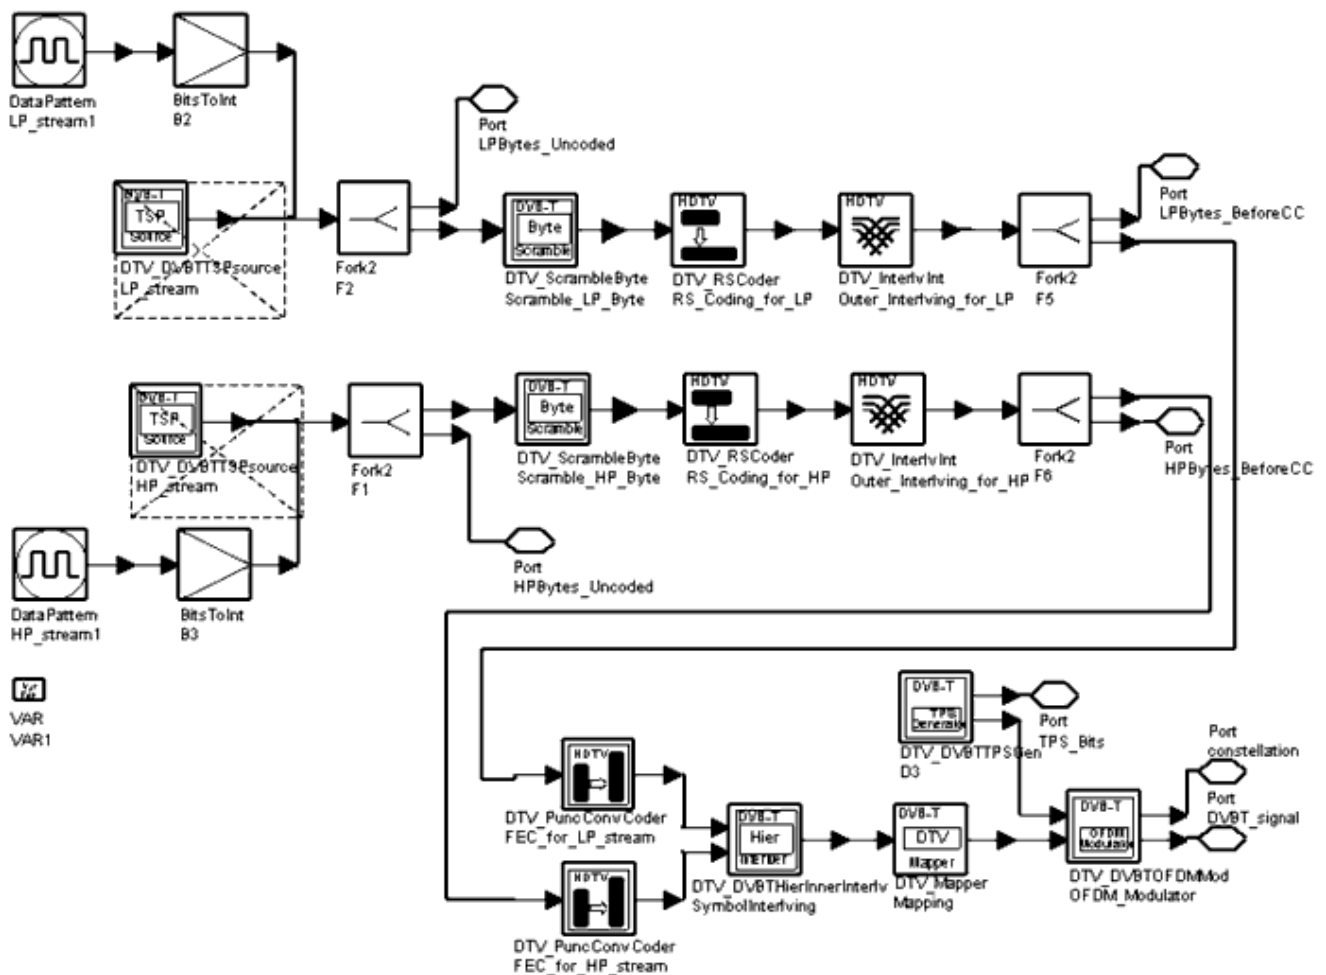 DataPattern
LP_stream1
BitsToInt
B2
Port
LPBytes_Uncoded
DVB-T
TSP
Source
DTV_DVBTTSPsource
LP_stream
Fork2
F2
DVB-T
Byte
Scramble
DTV_ScrambleByte
Scramble_LP_Byte
HDTV
DTV_RSCoder
RS_Coding_for_LP
HDTV
DTV_InterlvInt
Outer_Interlving_for_LP
Fork2
F5
Port
LPBytes_BeforeCC
DVB-T
TSP
Source
DTV_DVBTTSPsource
HP_stream
Fork2
F1
DVB-T
Byte
Scramble
DTV_ScrambleByte
Scramble_HP_Byte
HDTV
DTV_RSCoder
RS_Coding_for_HP
HDTV
DTV_InterlvInt
Outer_Interlving_for_HP
Fork2
F6
Port
HPBytes_BeforeCC
DataPattern
HP_stream1
BitsToInt
B3
Port
HPBytes_Uncoded
VAR
VAR1
DVB-T
TPS
Generator
DTV_DVBTTPSGen
D3
Port
TPS_Bits
Port
constellation
Port
DVBT_signal
HDTV
DTV_PuncConvCoder
FEC_for_LP_stream
HDTV
DTV_PuncConvCoder
FEC_for_HP_stream
DVB-T
Hier
DTV_DVBTHierInnerInterlv
SymbolInterlving
DVB-T
DTV
Mapper
DTV_Mapper
Mapping
DVB-T
OFDM
Modulator
DTV_DVBTOFDMMod
OFDM_Modulator